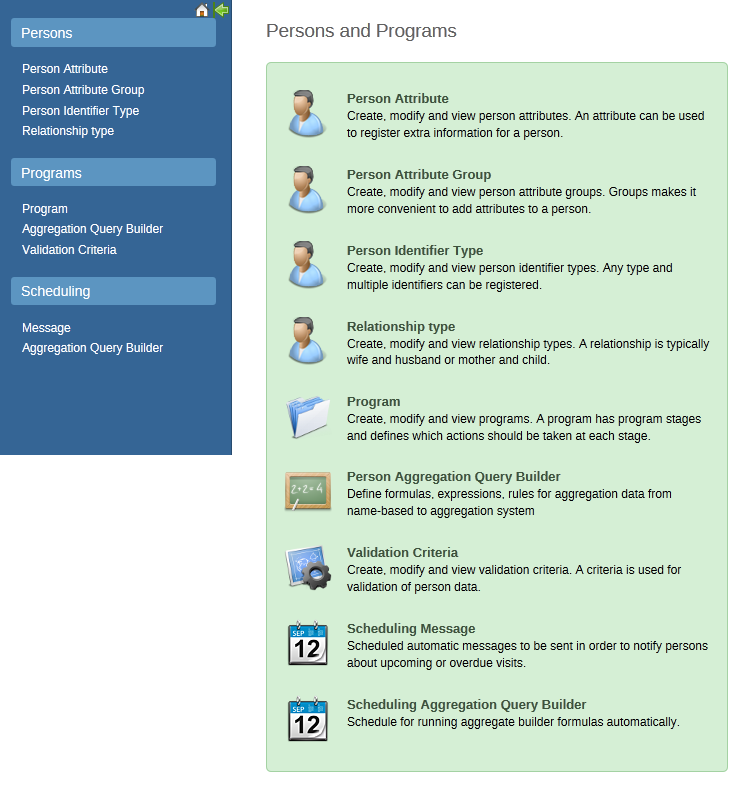 Persons
Person Attribute
Person Attribute Group
Person Identifier Type
Relationship type
Programs
Program
Aggregation Query Builder
Validation Criteria
Scheduling
Message
Aggregation Query Builder
Persons and Programs
Person Attribute
Create, modify and view person attributes. An attribute can be used
to register extra information for a person.
Person Attribute Group
Create, modify and view person attribute groups. Groups makes it
more convenient to add attributes to a person.
Person Identifier Type
Create, modify and view person identifier types. Any type and
multiple identifiers can be registered.
Relationship type
Create, modify and view relationship types. A relationship is typically
wife and husband or mother and child.
Program
Create, modify and view programs. A program has program stages
and defines which actions should be taken at each stage.
2+2=4
Person Aggregation Query Builder
Define formulas, expressions, rules for aggregation data from
name-based to aggregation system
Validation Criteria
Create, modify and view validation criteria. A criteria is used for
validation of person data.
SEP
12
Scheduling Message
Scheduled automatic messages to be sent in order to notify persons
about upcoming or overdue visits.
SEP
12
Scheduling Aggregation Query Builder
Schedule for running aggregate builder formulas automatically.